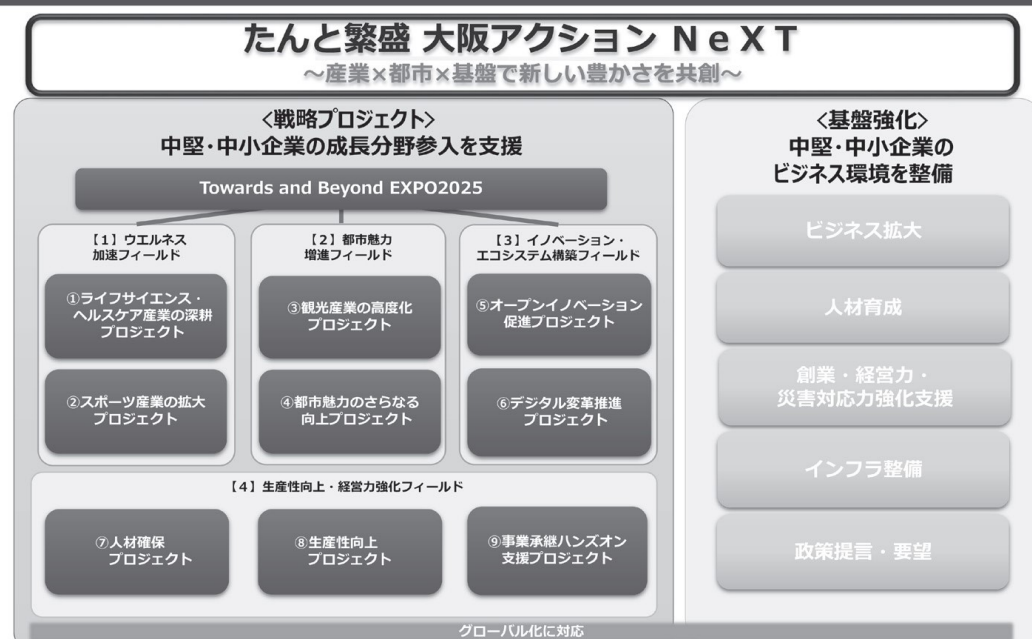 たんと繁盛 大阪アクション ＮｅＸＴ
～産業×都市×基盤で新しい豊かさを共創～
〈戦略プロジェクト〉
中堅・中小企業の成長分野参入を支援
Towards and Beyond EXPO2025
【1】ウエルネス
加速フィールド
①ライフサイエンス・
ヘルスケア産業の深耕
プロジェクト
②スポーツ産業の拡大
プロジェクト
【2】都市魅力
増進フィールド
③観光産業の高度化
プロジェクト
④都市魅力のさらなる
向上プロジェクト
【3】イノベーション・
エコシステム構築フィールド
⑤オープンイノベーション
促進プロジェクト
⑥デジタル変革推進
プロジェクト
【4】生産性向上・経営力強化フィールド
⑦人材確保
プロジェクト
⑧生産性向上
プロジェクト
⑨事業承継ハンズオン
支援プロジェクト
〈基盤強化〉
中堅・中小企業の
ビジネス環境を整備
ビジネス拡大
人材育成
創業・経営力・
災害対応力強化支援
インフラ整備
政策提言・要望
グローバル化に対応